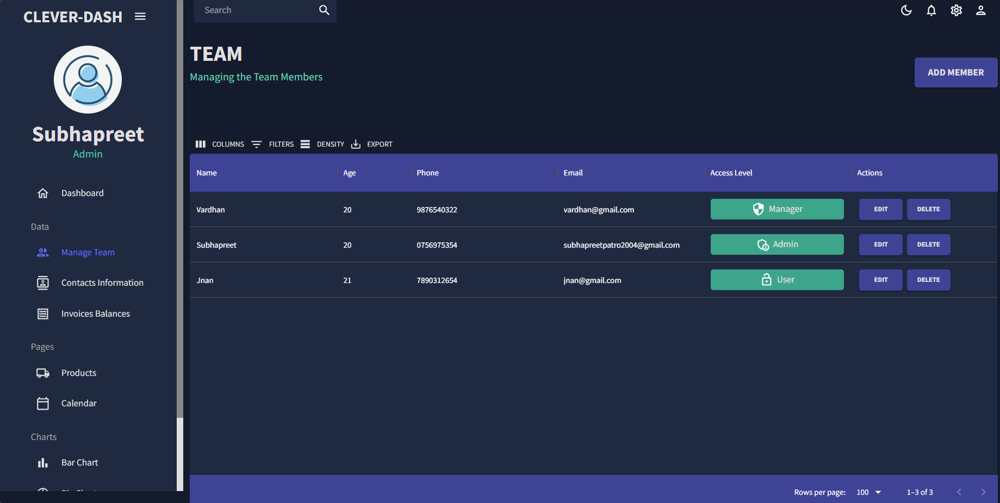 CLEVER-DASH
Subhapreet
Admin
Dashboard
Data
Manage Team
Contacts Information
Invoices Balances
Pages
Products
Calendar
Charts
Bar Chart
Search
TEAM
Managing the Team Members
ADD MEMBER
COLUMNS FILTERS DENSITY EXPORT
Name Age Phone Email Access Level Actions
Vardhan 20 9876540322 vardhan@gmail.com Manager EDIT DELETE
Subhapreet 20 0756975354 subhapreetpatro2004@gmail.com Admin EDIT DELETE
Jnan 21 7890312654 jnan@gmail.com User EDIT DELETE
Rows per page: 100 1–3 of 3